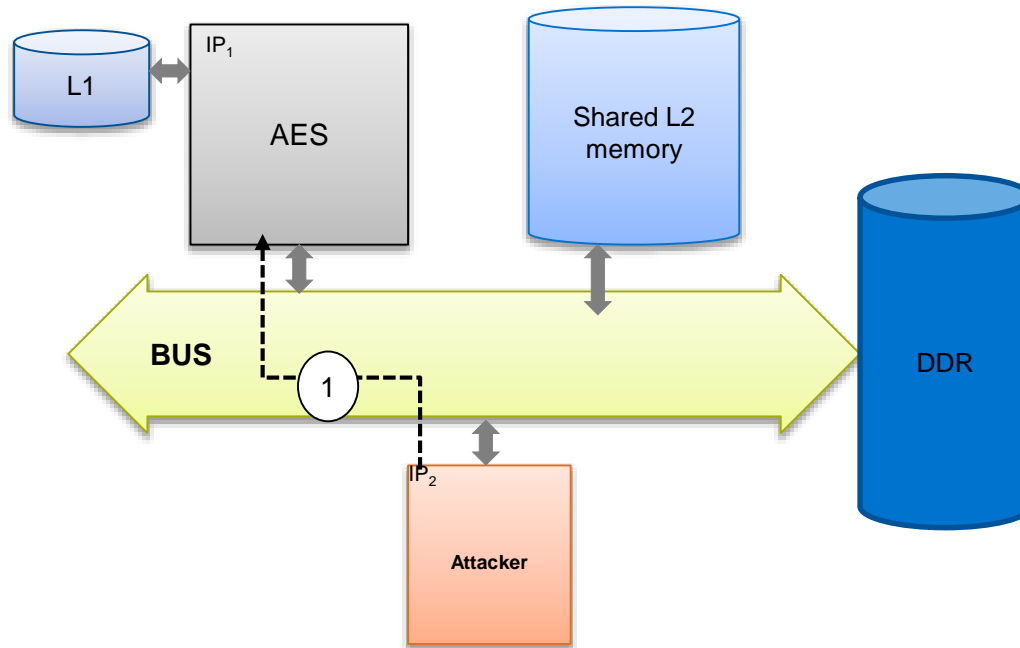 IP₁
L1
AES
Shared L2
memory
BUS
1
DDR
IP₂
Attacker